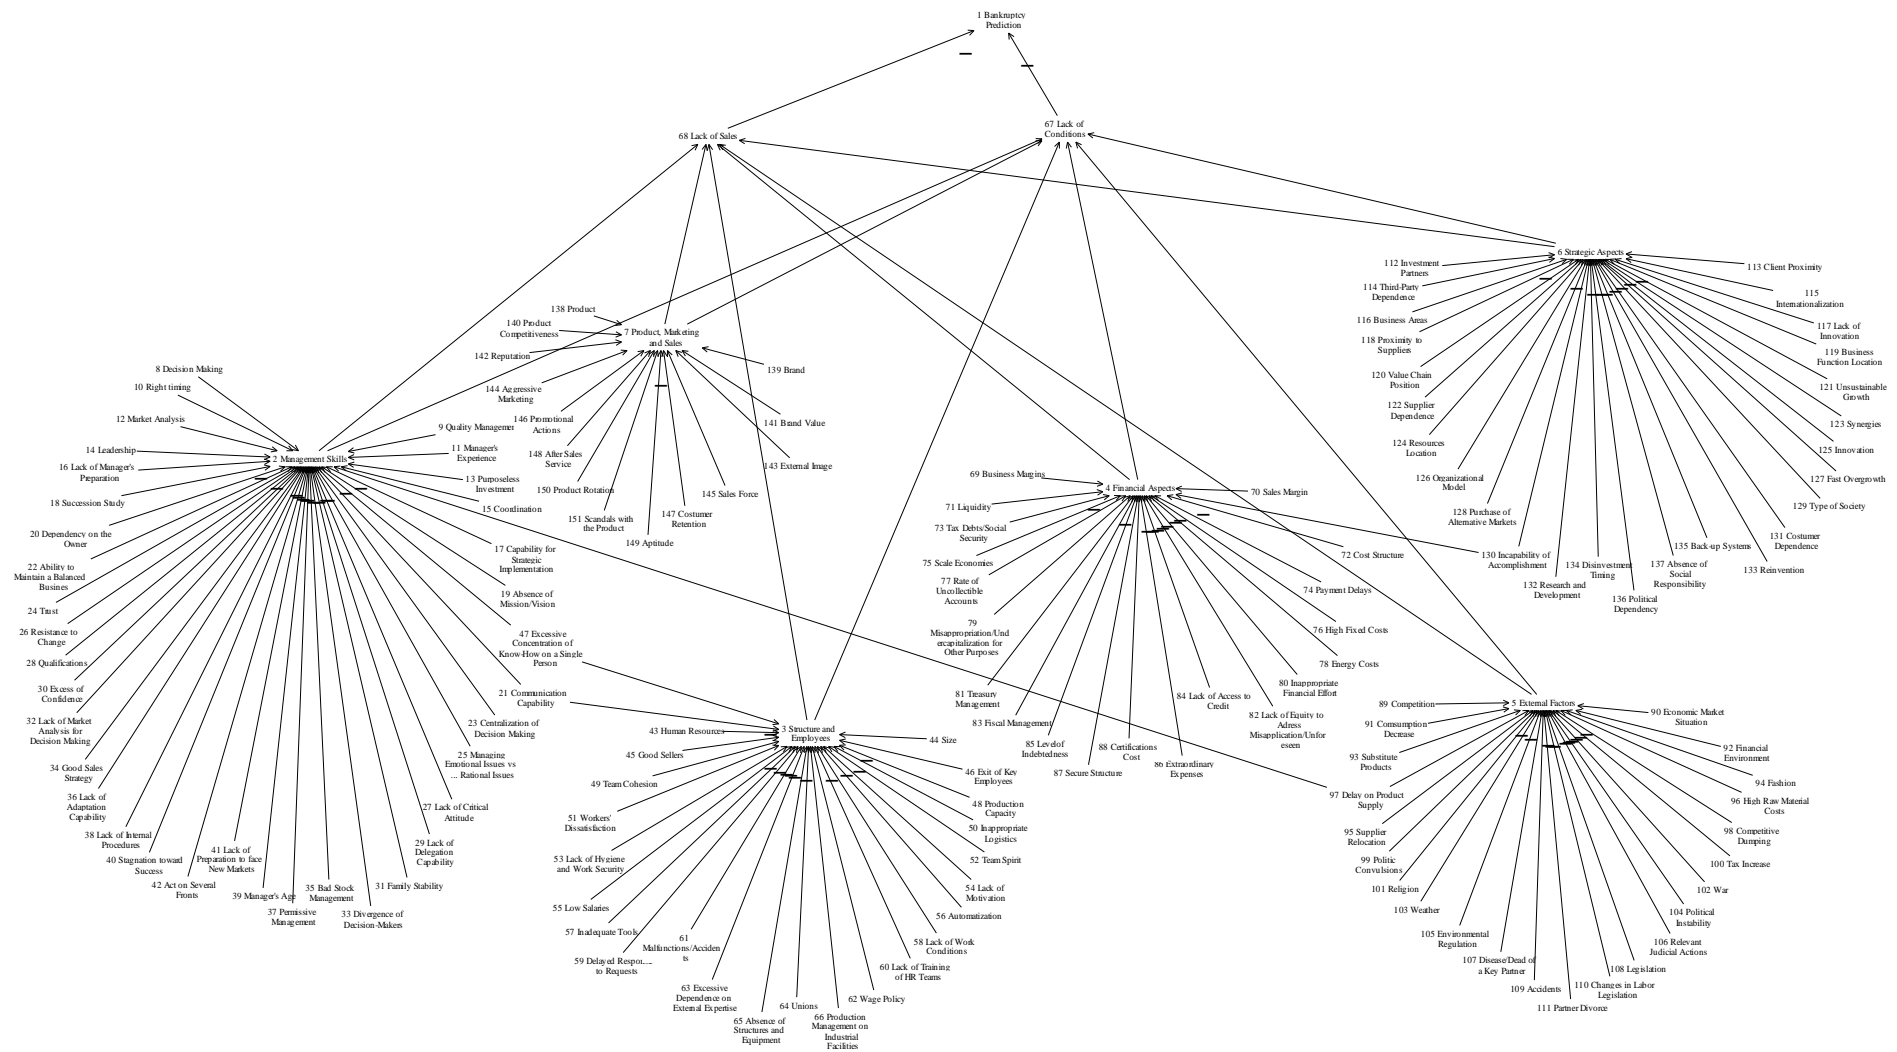 1 Bankruptcy
Prediction
68 Lack of Sales
67 Lack of
Conditions
6 Strategic Aspects
112 Investment
Partners
114 Third-Party
Dependence
116 Business Areas
118 Proximity to
Suppliers
120 Value Chain
Position
122 Supplier
Dependence
124 Resources
Location
126 Organizational
Model
128 Purchase of
Alternative Markets
130 Incapability of
Accomplishment
132 Research and
Development
134 Disinvestment
Timing
136 Political
Dependency
137 Absence of
Social
Responsibility
135 Back-up Systems
133 Reinvention
131 Costumer
Dependence
129 Type of Society
127 Fast Overgrowth
125 Innovation
123 Synergies
121 Unsustainable
Growth
119 Business
Function Location
117 Lack of
Innovation
115
Internationalization
113 Client Proximity
7 Product, Marketing
and Sales
138 Product
140 Product
Competitiveness
142 Reputation
144 Aggressive
Marketing
146 Promotional
Actions
148 After Sales
Service
150 Product Rotation
151 Scandals with
the Product
149 Aptitude
147 Costumer
Retention
145 Sales Force
143 External Image
141 Brand Value
139 Brand
2 Management Skills
8 Decision Making
10 Right timing
12 Market Analysis
14 Leadership
16 Lack of Manager's
Preparation
18 Succession Study
20 Dependency on the
Owner
22 Ability to
Maintain a Balanced
Busines
24 Trust
26 Resistance to
Change
28 Qualifications
30 Excess of
Confidence
32 Lack of Market
Analysis for
Decision Making
34 Good Sales
Strategy
36 Lack of
Adaptation
Capability
38 Lack of Internal
Procedures
40 Stagnation toward
Success
42 Act on Several
Fronts
41 Lack of
Preparation to face
New Markets
39 Manager's Age
37 Permissive
Management
35 Bad Stock
Management
33 Divergence of
Decision-Makers
31 Family Stability
29 Lack of
Delegation
Capability
27 Lack of Critical
Attitude
25 Managing
Emotional Issues vs
... Rational Issues
23 Centralization of
Decision Making
21 Communication
Capability
47 Excessive
Concentration of
Know-How on a Single
Person
19 Absence of
Mission/Vision
17 Capability for
Strategic
Implementation
15 Coordination
13 Purposeless
Investment
11 Manager's
Experience
9 Quality Management
4 Financial Aspects
69 Business Margins
71 Liquidity
73 Tax Debts/Social
Security
75 Scale Economies
77 Rate of
Uncollectible
Accounts
79
Misappropriation/Und
ercapitalization for
Other Purposes
81 Treasury
Management
83 Fiscal Management
85 Level of
Indebtedness
87 Secure Structure
88 Certifications
Cost
86 Extraordinary
Expenses
84 Lack of Access to
Credit
82 Lack of Equity to
Adress
Misapplication/Unfor
eseen
80 Inappropriate
Financial Effort
78 Energy Costs
76 High Fixed Costs
74 Payment Delays
72 Cost Structure
70 Sales Margin
3 Structure and
Employees
43 Human Resources
45 Good Sellers
49 Team Cohesion
51 Workers'
Dissatisfaction
53 Lack of Hygiene
and Work Security
55 Low Salaries
57 Inadequate Tools
59 Delayed Respor....
to Requests
61
Malfunctions/Acciden
ts
63 Excessive
Dependence on
External Expertise
65 Absence of
Structures and
Equipment
64 Unions
66 Production
Management on
Industrial
Facilities
62 Wage Policy
60 Lack of Training
of HR Teams
58 Lack of Work
Conditions
56 Automatization
54 Lack of
Motivation
52 Team Spirit
50 Inappropriate
Logistics
48 Production
Capacity
46 Exit of Key
Employees
44 Size
5 External Factors
89 Competition
91 Comsumption
Decrease
93 Substitute
Products
97 Delay on Product
Supply
95 Supplier
Relocation
99 Politic
Convulsions
101 Religion
103 Weather
105 Environmental
Regulation
107 Disease/Dead of
a Key Partner
109 Accidents
111 Partner Divorce
110 Changes in Labor
Legislation
108 Legislation
106 Relevant
Judicial Actions
104 Political
Instability
102 War
100 Tax Increase
98 Competitive
Dumping
96 High Raw Material
Costs
94 Fashion
92 Financial
Environment
90 Economic Market
Situation